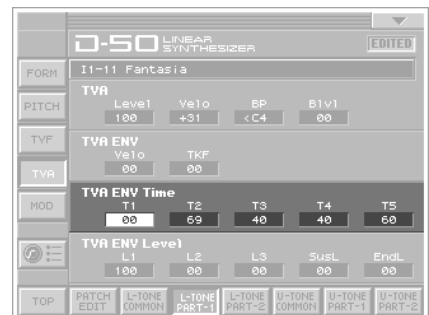 D-50 LINEAR SYNTHESIZER EDITED
FORM
I1-11 Fantasia
PITCH
TVA
Level Velo BP Blvl
100 +31 <C4 00
TVF
TVA ENV
Velo TKF
00 00
TVA
MOD
TVA ENV Time
T1 T2 T3 T4 T5
00 69 40 40 60
TVA ENV Level
L1 L2 L3 SusL EndL
100 00 00 00 00
TOP
PATCH EDIT
L-TONE COMMON
L-TONE PART-1
L-TONE PART-2
U-TONE COMMON
U-TONE PART-1
U-TONE PART-2